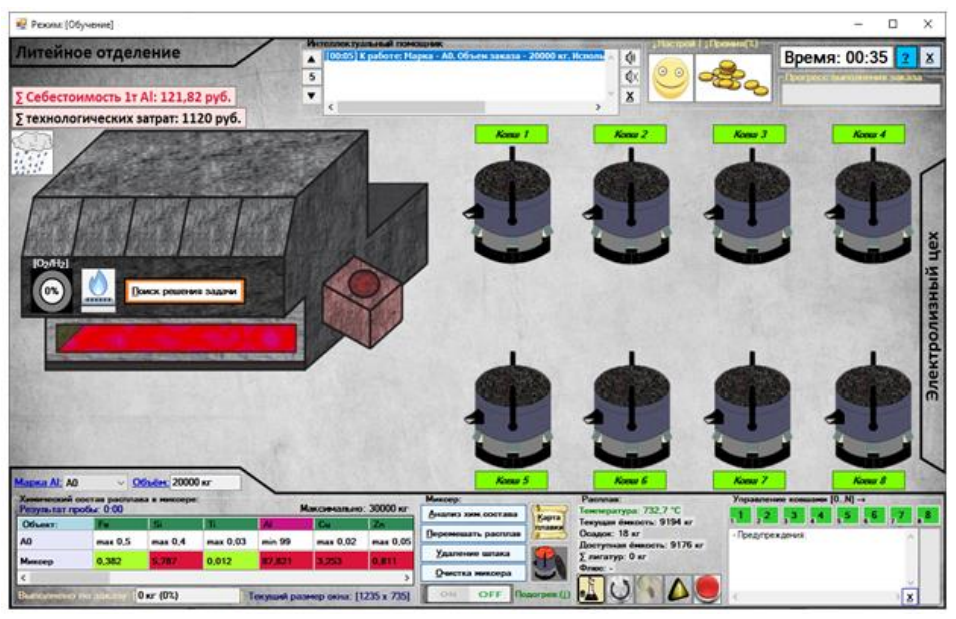 Режим: [Обучение]
Литейное отделение
Интеллектуальный помощник
[00:05] К работе: Марка - А0. Объем заказа - 20000 кг. Исполь
5
Время: 00:35 ? X
Прогресс выполнения заказа
X
∑ Себестоимость 1т Al: 121,82 руб.
∑ технологических затрат: 1120 руб.
Ковш 1
Ковш 2
Ковш 3
Ковш 4
Электролизный цех
[O2/H2]
0%
Поиск решения задачи
Ковш 5
Ковш 6
Ковш 7
Ковш 8
Марка Al: А0 Объём: 20000 кг
Химический состав расплава в миксере:
Результат пробы: 0:00 Максимально: 30000 кг
Объект: Fe Si Ti Al Cu Zn
А0 max 0,5 max 0,4 max 0,03 min 99 max 0,02 max 0,05
Миксер 0,382 5,787 0,012 87,821 3,253 0,811
Выполнено по заказу: 0 кг (0%) Текущий размер окна: [1235 x 735]
Миксер:
Анализ хим.состава
Перемешать расплав
Удаление шлака
Очистка миксера
Карта плавки
ON OFF Подогрев (↓)
Расплав:
Температура: 732,7 °C
Текущая ёмкость: 9194 кг
Осадок: 18 кг
Доступная ёмкость: 9176 кг
∑ лигатур: 0 кг
Флюс: -
Управление ковшами [0..N] →
1 2 3 4 5 6 7 8
- Предупреждения:
X